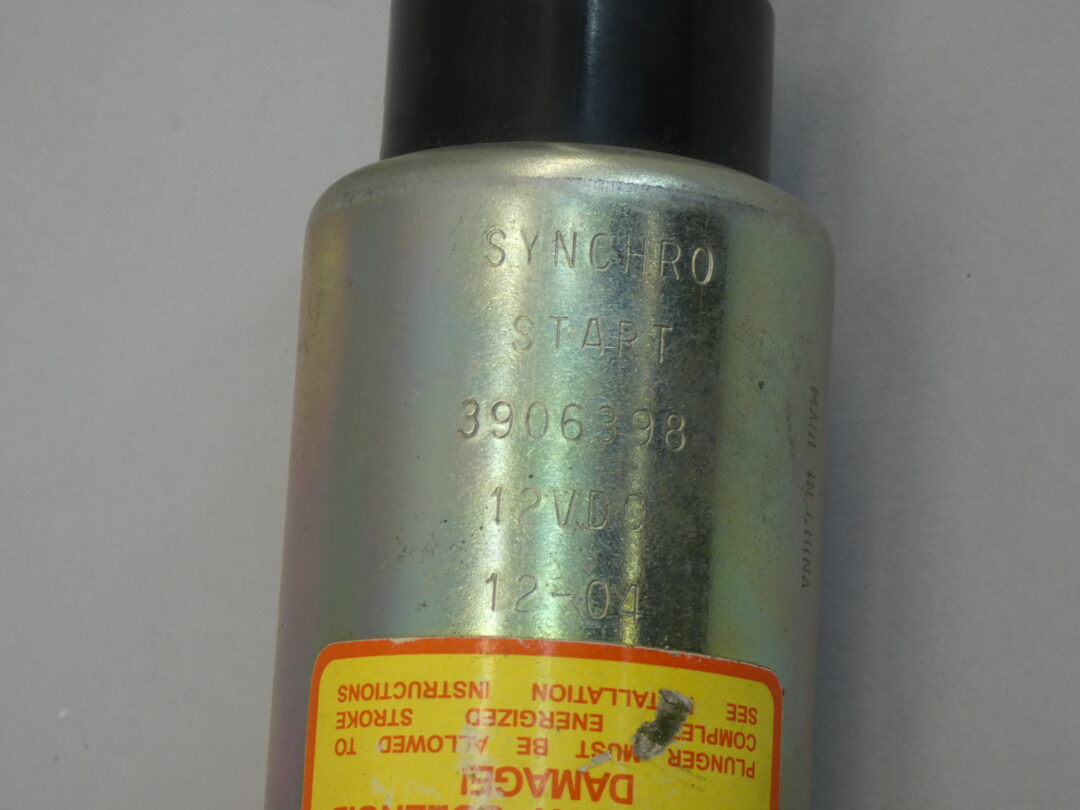 SYNCHRO
START
3906398
12VDC
12-04
MADE IN CHINA
DAMAGE!
PLUNGER MUST BE ALLOWED TO
COMPLETE ENERGIZED STROKE
SEE INSTALLATION INSTRUCTIONS